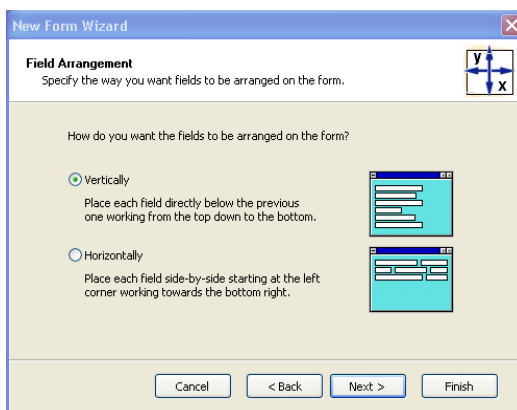 New Form Wizard
Field Arrangement
Specify the way you want fields to be arranged on the form.
y
x
How do you want the fields to be arranged on the form?
Vertically
Place each field directly below the previous
one working from the top down to the bottom.
Horizontally
Place each field side-by-side starting at the left
corner working towards the bottom right.
Cancel
< Back
Next >
Finish